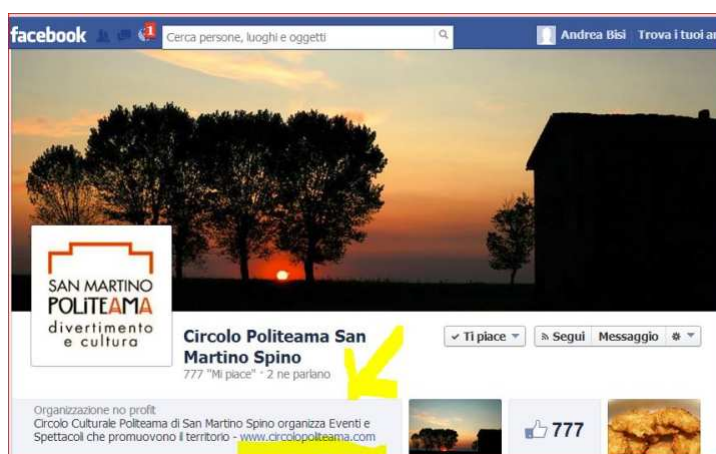 facebook 1 Cerca persone, luoghi e oggetti Andrea Bisi Trova i tuoi
SAN MARTINO
POLITEAMA
divertimento
e cultura
Circolo Politeama San
Martino Spino
777 "Mi piace" · 2 ne parlano
Ti piace Segui Messaggio
Organizzazione no profit
Circolo Culturale Politeama di San Martino Spino organizza Eventi e
Spettacoli che promuovono il territorio - www.circolopoliteama.com
777